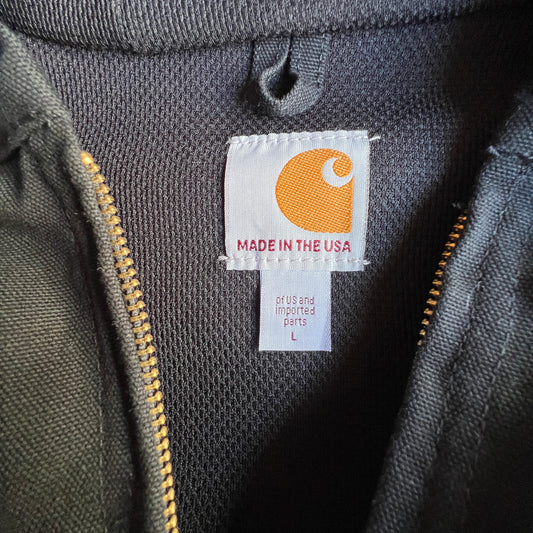 MADE IN THE USA
of US and
imported
parts
L